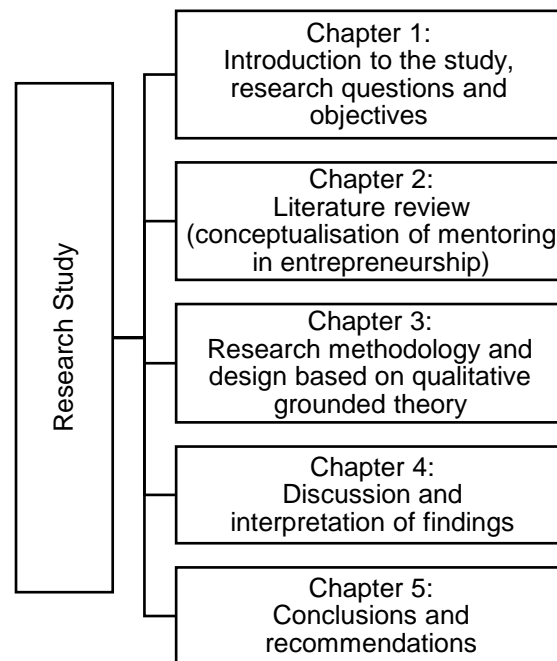 Research Study
Chapter 1:
Introduction to the study,
research questions and
objectives
Chapter 2:
Literature review
(conceptualisation of mentoring
in entrepreneurship)
Chapter 3:
Research methodology and
design based on qualitative
grounded theory
Chapter 4:
Discussion and
interpretation of findings
Chapter 5:
Conclusions and
recommendations